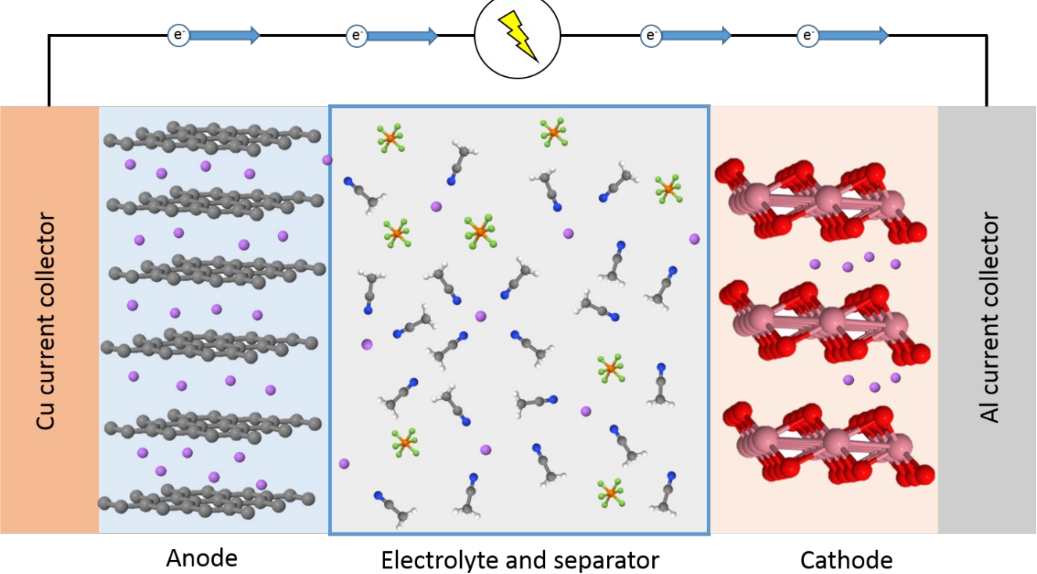 e⁻ e⁻ e⁻ e⁻
Cu current collector
Al current collector
Anode Electrolyte and separator Cathode